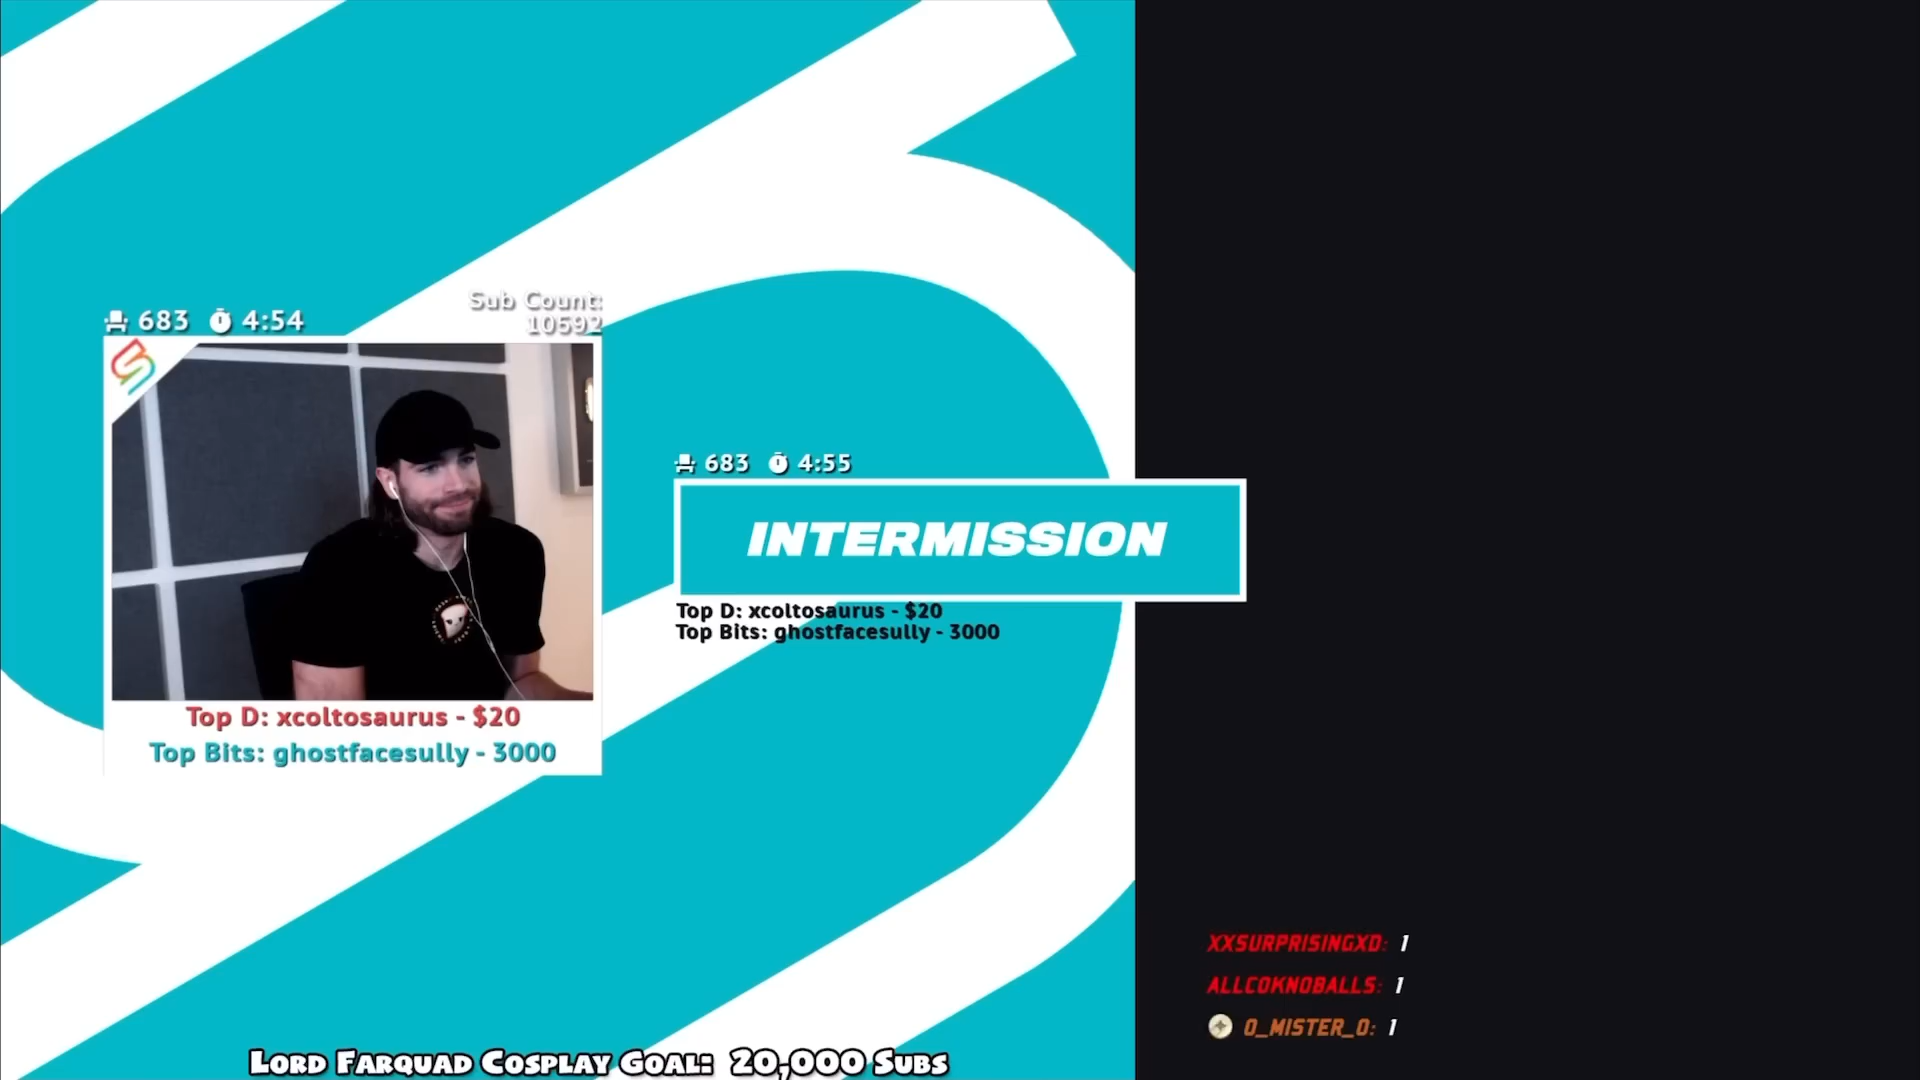 Sub Count:
683 4:54
10592
683 4:55
INTERMISSION
Top D: xcoltosaurus - $20
Top Bits: ghostfacesully - 3000
Top D: xcoltosaurus - $20
Top Bits: ghostfacesully - 3000
XXSURPRISINGXD: 1
ALLCOKNOBALLS: 1
O_MISTER_O: 1
LORD FARQUAD COSPLAY GOAL: 20,000 SUBS